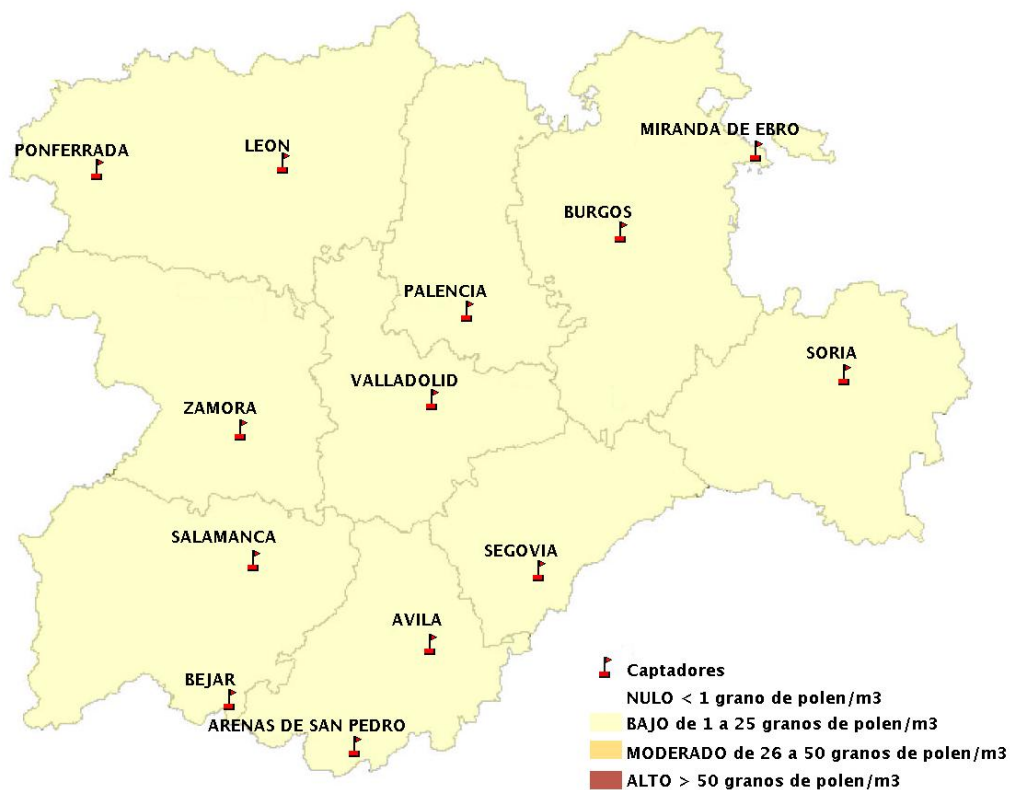 MIRANDA DE EBRO
PONFERRADA
LEON
BURGOS
PALENCIA
SORIA
VALLADOLID
ZAMORA
SALAMANCA
SEGOVIA
AVILA
BEJAR
ARENAS DE SAN PEDRO
Captadores
NULO < 1 grano de polen/m3
BAJO de 1 a 25 granos de polen/m3
MODERADO de 26 a 50 granos de polen/m3
ALTO > 50 granos de polen/m3